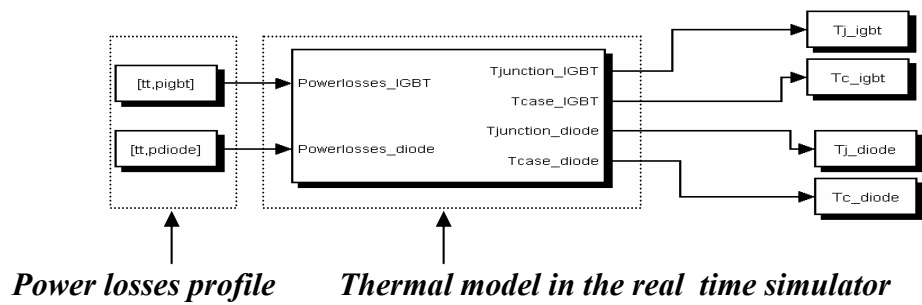 Tj_igbt
[tt,pigbt]
Powerlosses_IGBT
Tjunction_IGBT
Tc_igbt
Tcase_IGBT
Tjunction_diode
[tt,pdiode]
Powerlosses_diode
Tcase_diode
Tj_diode
Tc_diode
Power losses profile
Thermal model in the real time simulator